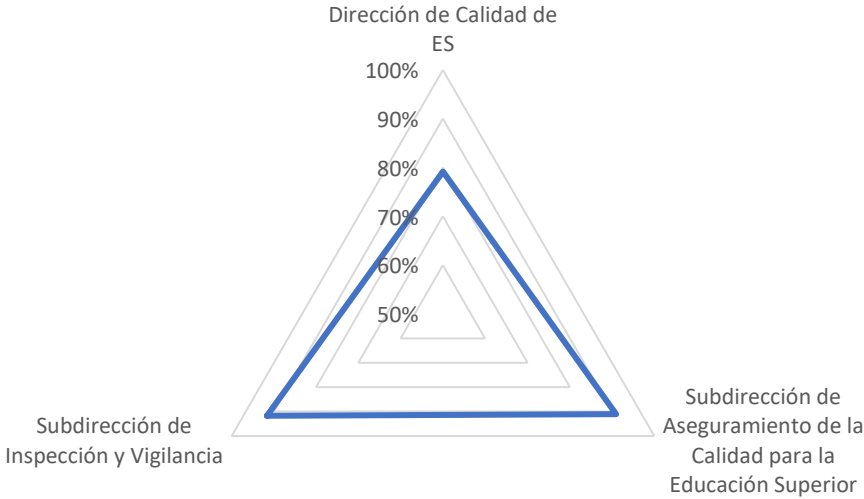 Dirección de Calidad de
ES
100%
90%
80%
70%
60%
50%
Subdirección de
Aseguramiento de la
Calidad para la
Educación Superior
Subdirección de
Inspección y Vigilancia